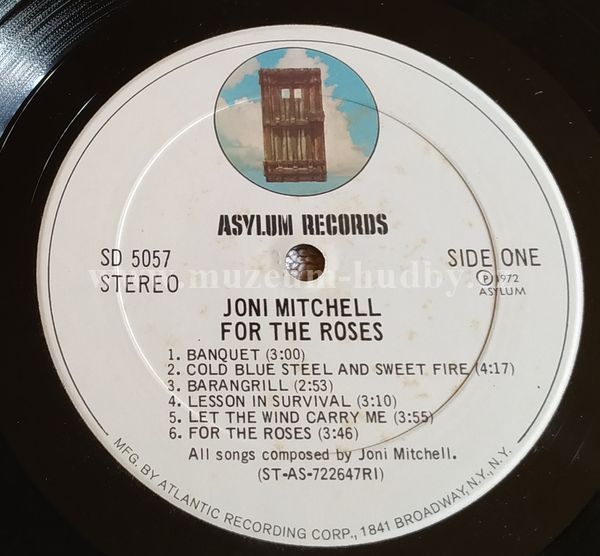 ASYLUM RECORDS
SD 5057
STEREO
SIDE ONE
℗ 1972
ASYLUM
www.muzeum-hudby.
JONI MITCHELL
FOR THE ROSES
1. BANQUET (3:00)
2. COLD BLUE STEEL AND SWEET FIRE (4:17)
3. BARANGRILL (2:53)
4. LESSON IN SURVIVAL (3:10)
5. LET THE WIND CARRY ME (3:55)
6. FOR THE ROSES (3:46)
All songs composed by Joni Mitchell.
(ST-AS-722647RI)
MFG. BY ATLANTIC RECORDING CORP., 1841 BROADWAY, N.Y., N.Y.